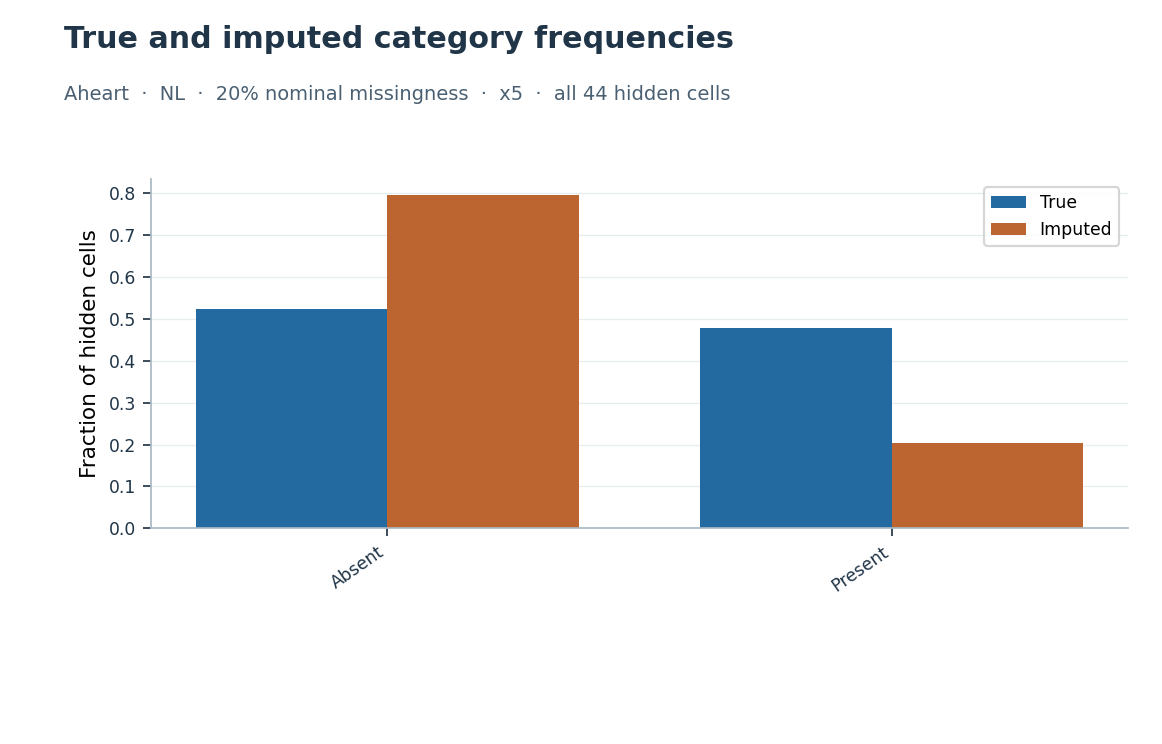 True and imputed category frequencies
Aheart · NL · 20% nominal missingness · x5 · all 44 hidden cells
Fraction of hidden cells
0.8
0.7
0.6
0.5
0.4
0.3
0.2
0.1
0.0
True
Imputed
Absent
Present